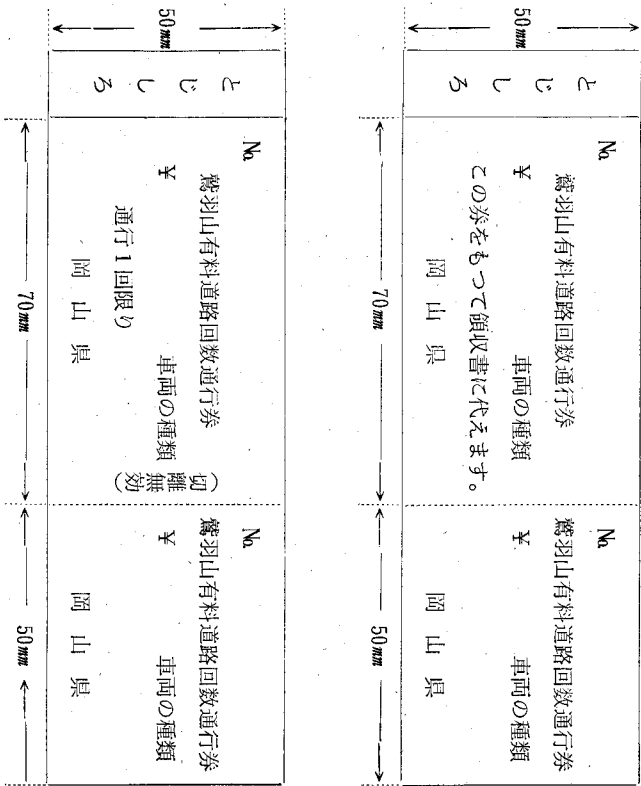 とじしろ
No.
鷲羽山有料道路回数通行券
¥　車両の種類
この券をもつて領収書に代えます。
岡山県
No.
鷲羽山有料道路回数通行券
¥　車両の種類
岡山県
50mm
70mm
50mm
とじしろ
No.
鷲羽山有料道路回数通行券
¥　車両の種類
通行1回限り
岡山県
(切離無効)
No.
鷲羽山有料道路回数通行券
¥　車両の種類
岡山県
50mm
70mm
50mm